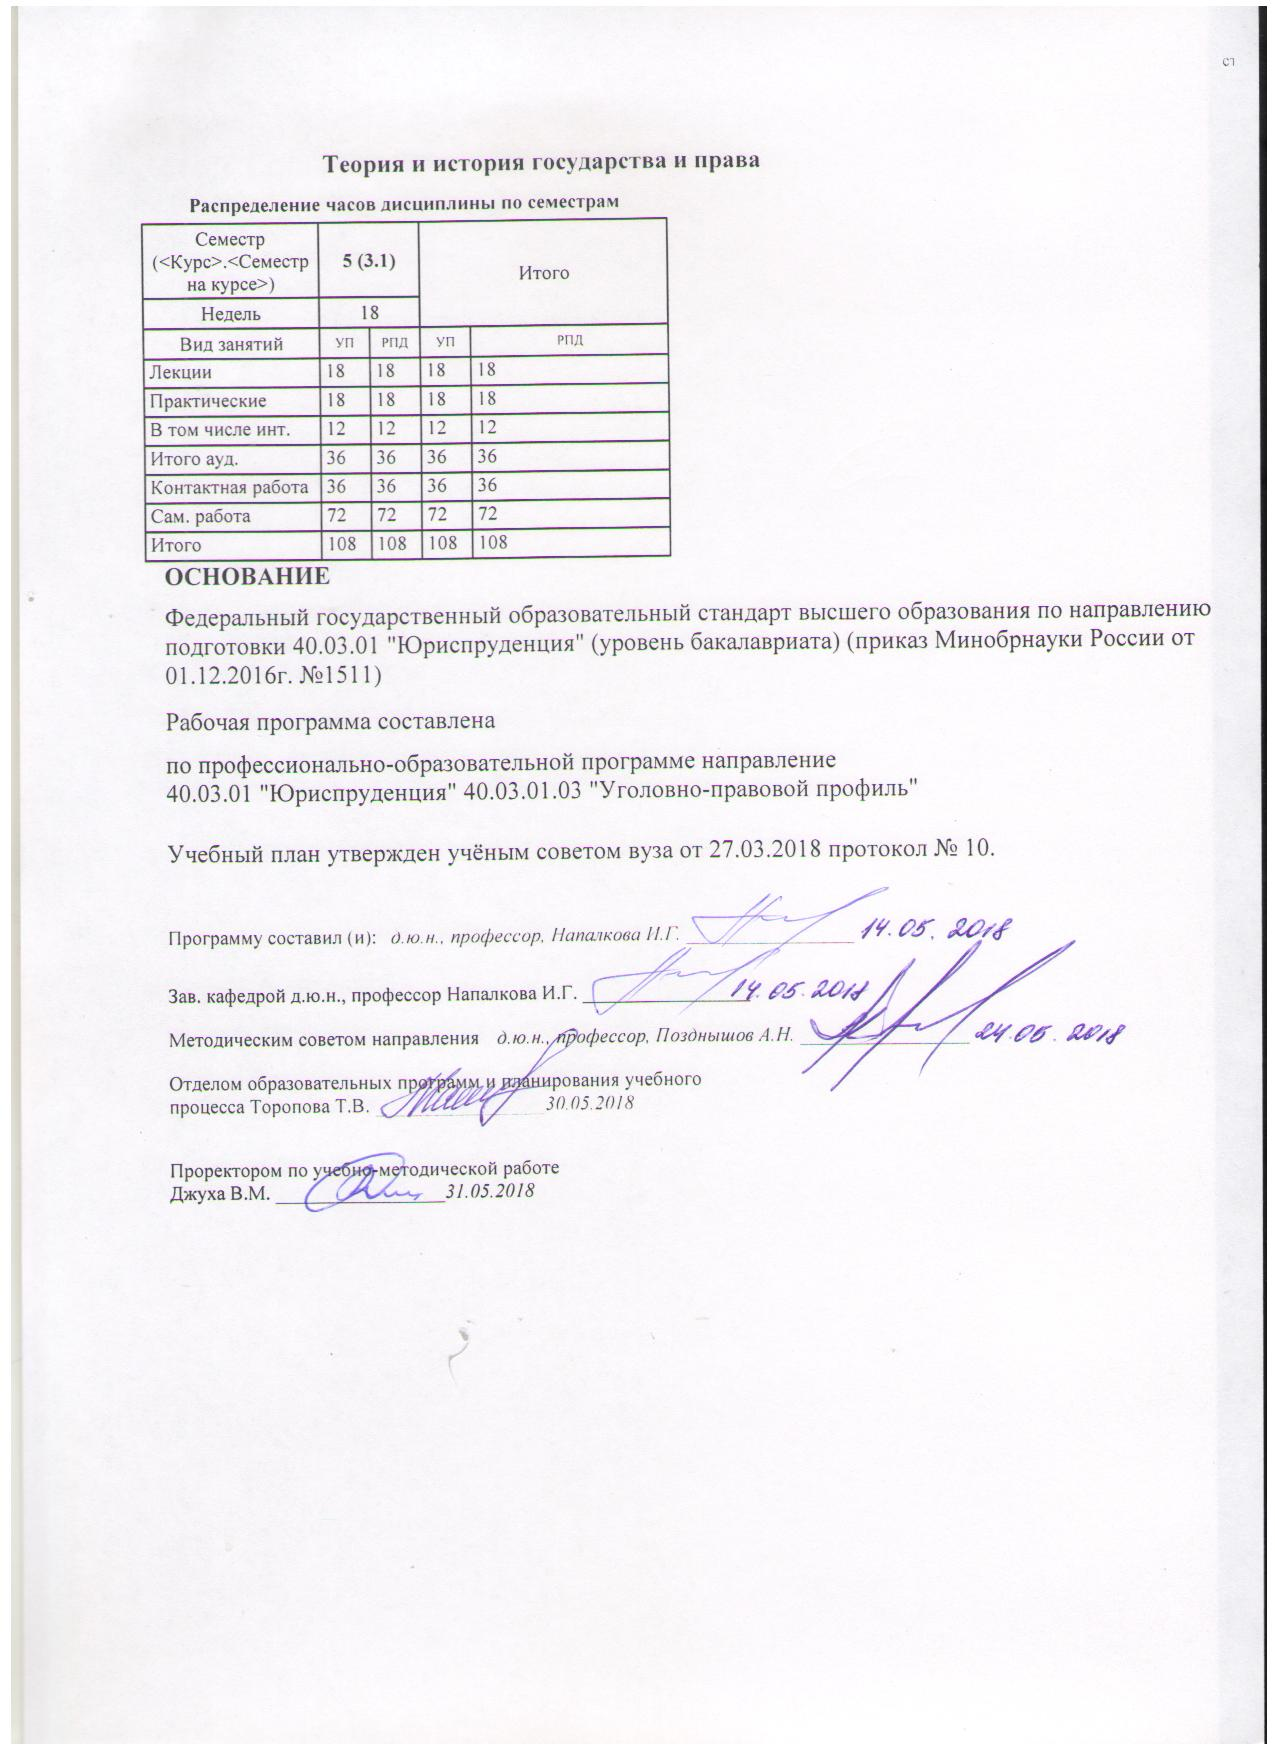 ст
Теория и история государства и права
Распределение часов дисциплины по семестрам
Семестр
(<Курс>.<Семестр
на курсе>)
5 (3.1)
Итого
Недель 18
Вид занятий УП РПД УП РПД
Лекции 18 18 18 18
Практические 18 18 18 18
В том числе инт. 12 12 12 12
Итого ауд. 36 36 36 36
Контактная работа 36 36 36 36
Сам. работа 72 72 72 72
Итого 108 108 108 108
ОСНОВАНИЕ
Федеральный государственный образовательный стандарт высшего образования по направлению
подготовки 40.03.01 "Юриспруденция" (уровень бакалавриата) (приказ Минобрнауки России от
01.12.2016г. №1511)
Рабочая программа составлена
по профессионально-образовательной программе направление
40.03.01 "Юриспруденция" 40.03.01.03 "Уголовно-правовой профиль"
Учебный план утвержден учёным советом вуза от 27.03.2018 протокол № 10.
Программу составил (и): д.ю.н., профессор, Напалкова И.Г. 14.05.2018
Зав. кафедрой д.ю.н., профессор Напалкова И.Г. 14.05.2018
Методическим советом направления д.ю.н., профессор, Позднышов А.Н. 24.05.2018
Отделом образовательных программ и планирования учебного
процесса Торопова Т.В. 30.05.2018
Проректором по учебно-методической работе
Джуха В.М. 31.05.2018